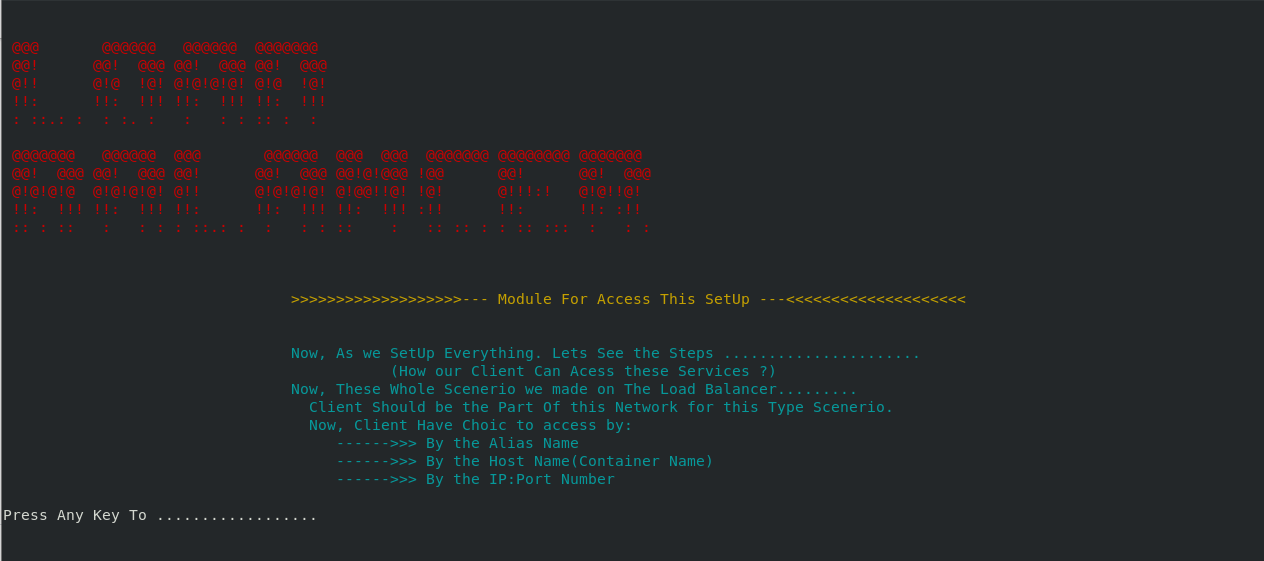 LOAD
BALANCER
>>>>>>>>>>>>>>>>>>>--- Module For Access This SetUp ---<<<<<<<<<<<<<<<<<<<<
Now, As we SetUp Everything. Lets See the Steps ......................
(How our Client Can Acess these Services ?)
Now, These Whole Scenerio we made on The Load Balancer.........
Client Should be the Part Of this Network for this Type Scenerio.
Now, Client Have Choic to access by:
------>>> By the Alias Name
------>>> By the Host Name(Container Name)
------>>> By the IP:Port Number
Press Any Key To ..................